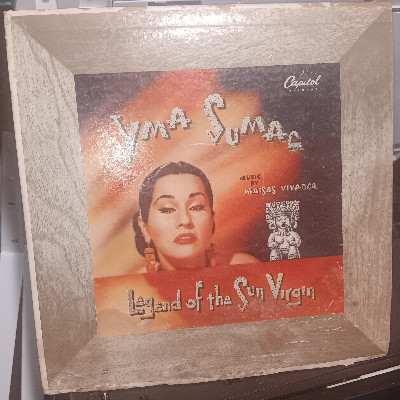 Capitol
YMA SUMAC
MUSIC
BY
MOISES VIVANCO
Legend of the Sun Virgin